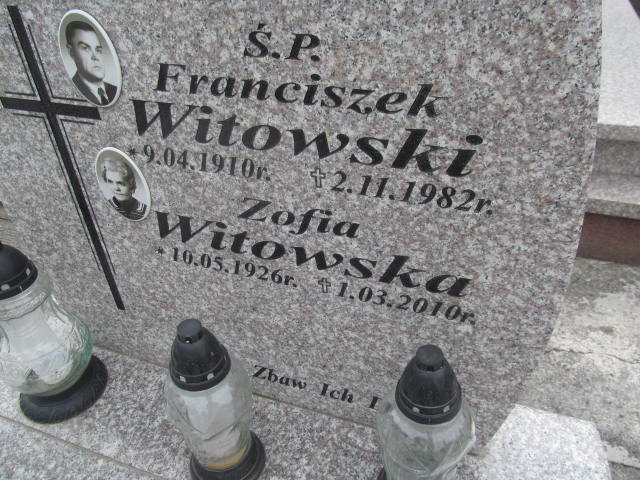 Ś.P.
Franciszek
Witowski
* 9.04.1910r. ✝ 2.11.1982r.
Zofia
Witowska
* 10.05.1926r. ✝ 1.03.2010r.
Zbaw Ich